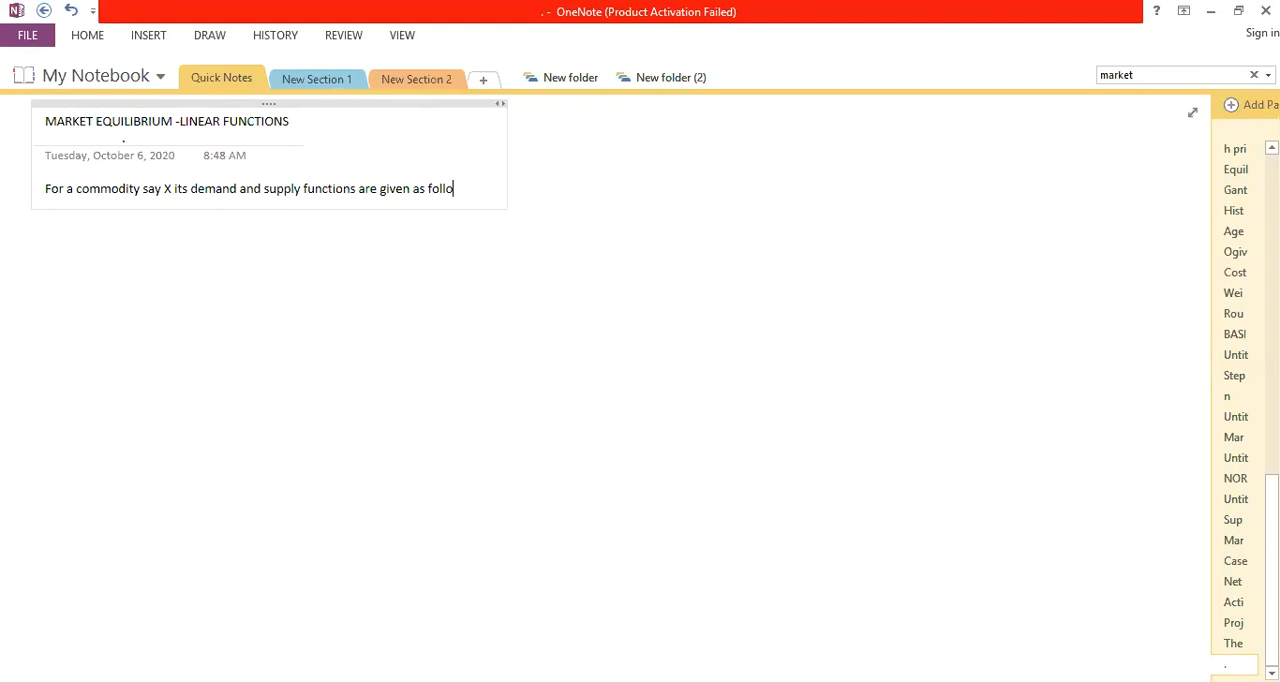 . - OneNote (Product Activation Failed)
?
FILE HOME INSERT DRAW HISTORY REVIEW VIEW
Sign in
My Notebook Quick Notes New Section 1 New Section 2 + New folder New folder (2) market
MARKET EQUILIBRIUM -LINEAR FUNCTIONS
.
Tuesday, October 6, 2020 8:48 AM
For a commodity say X its demand and supply functions are given as follo
Add Pa
h pri
Equil
Gant
Hist
Age
Ogiv
Cost
Wei
Rou
BASI
Untit
Step
n
Untit
Mar
Untit
NOR
Untit
Sup
Mar
Case
Net
Acti
Proj
The
.